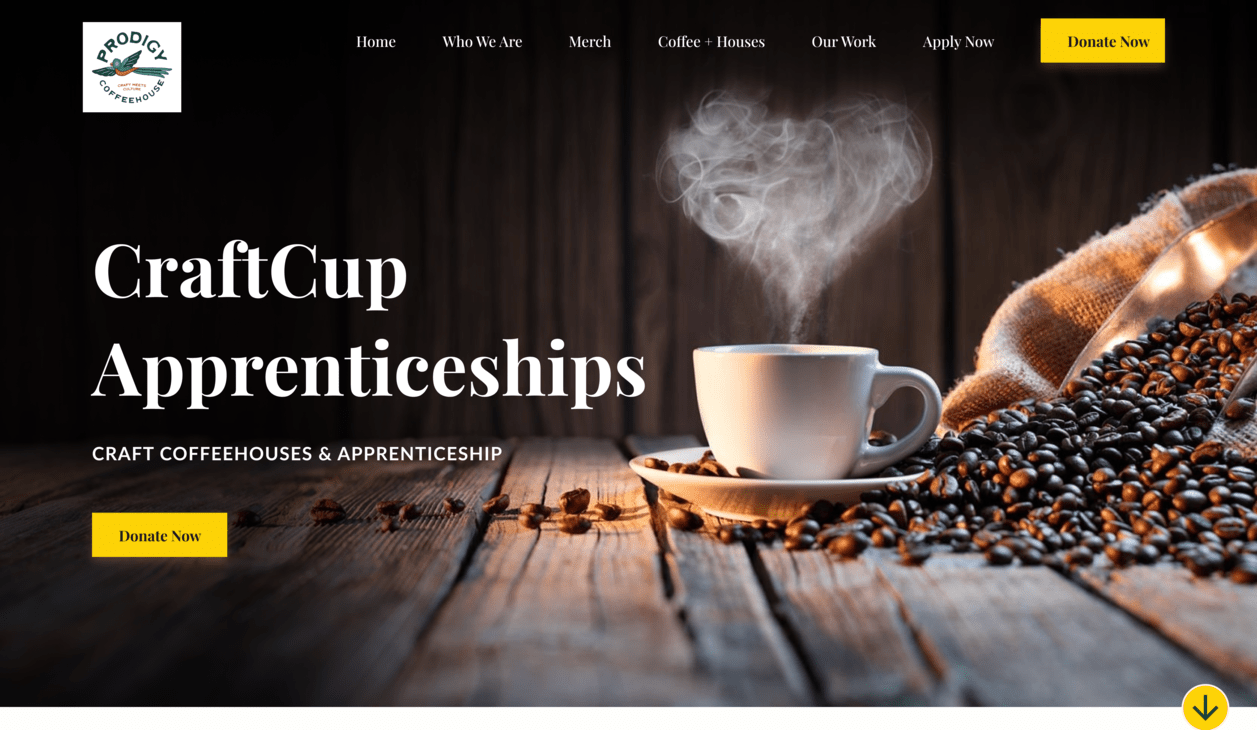 PRODIGY
CRAFT MEETS
CULTURE
COFFEEHOUSE
Home
Who We Are
Merch
Coffee + Houses
Our Work
Apply Now
Donate Now
CraftCup
Apprenticeships
CRAFT COFFEEHOUSES & APPRENTICESHIP
Donate Now